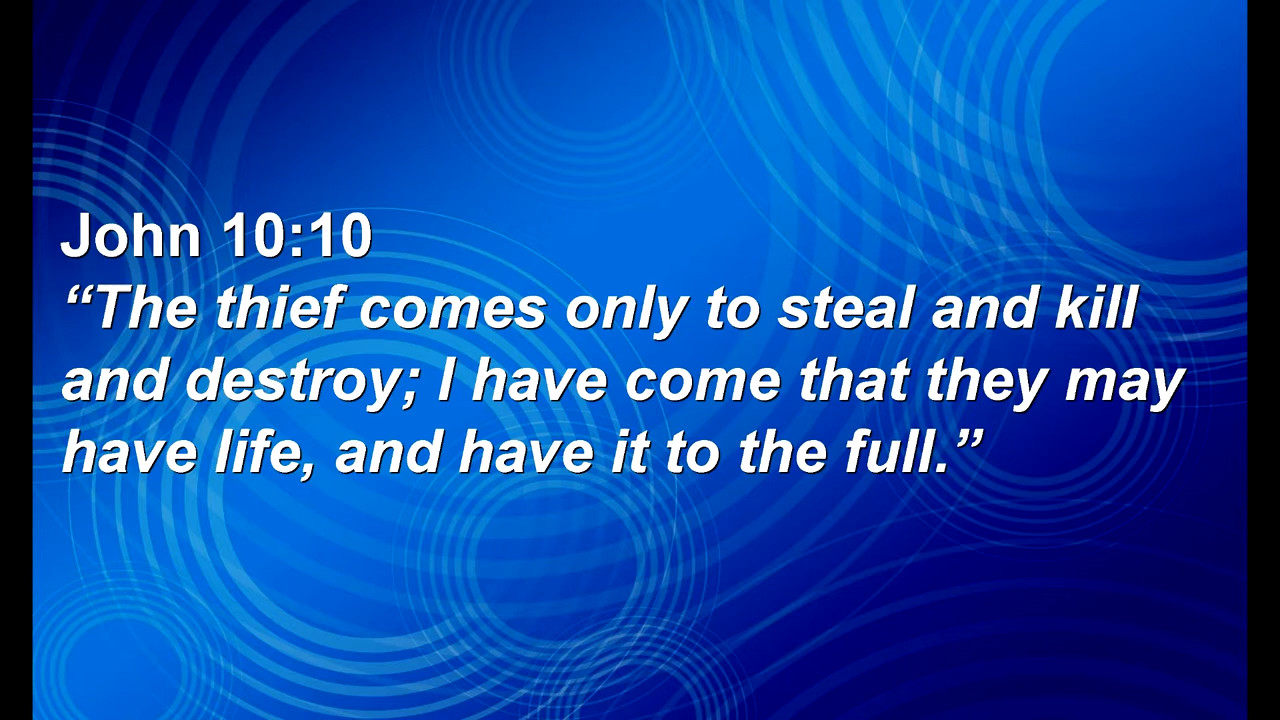 John 10:10
“The thief comes only to steal and kill
and destroy; I have come that they may
have life, and have it to the full.”